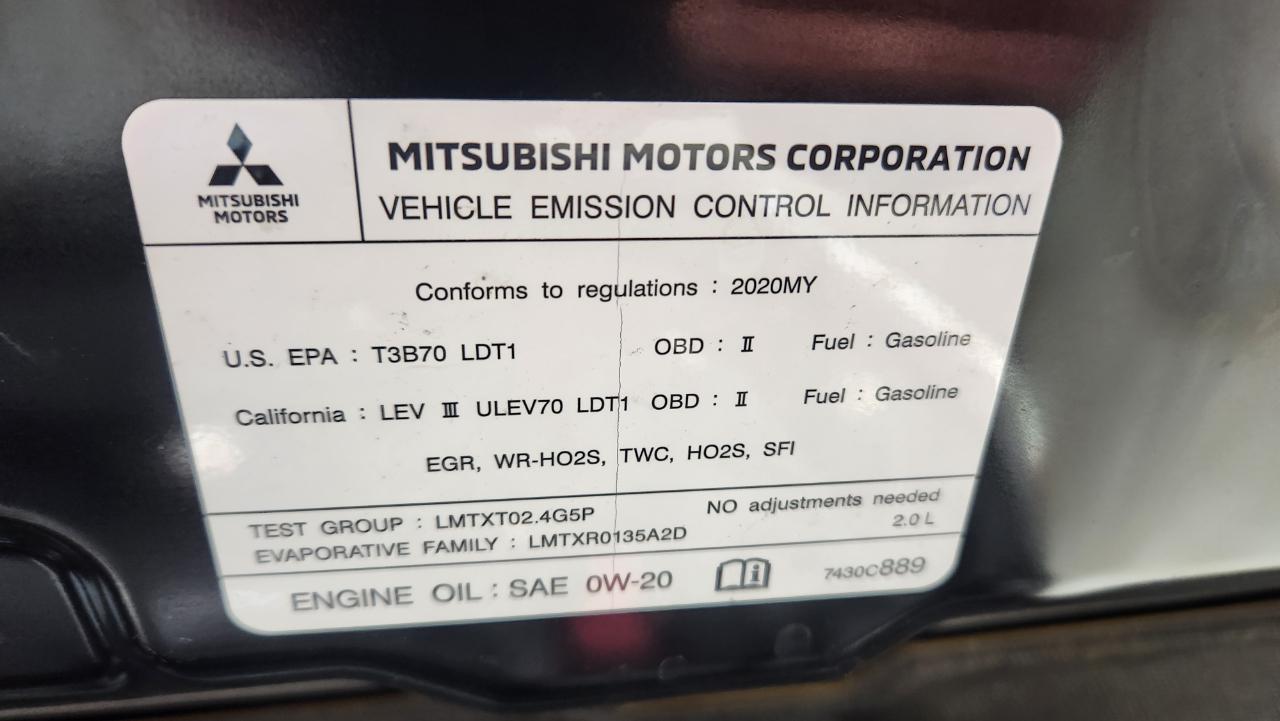 MITSUBISHI
MOTORS
MITSUBISHI MOTORS CORPORATION
VEHICLE EMISSION CONTROL INFORMATION
Conforms to regulations : 2020MY
U.S. EPA : T3B70 LDT1 OBD : Ⅱ Fuel : Gasoline
California : LEV Ⅲ ULEV70 LDT1 OBD : Ⅱ Fuel : Gasoline
EGR, WR-HO2S, TWC, HO2S, SFI
TEST GROUP : LMTXT02.4G5P NO adjustments needed
EVAPORATIVE FAMILY : LMTXR0135A2D 2.0 L
ENGINE OIL : SAE 0W-20 7430C889